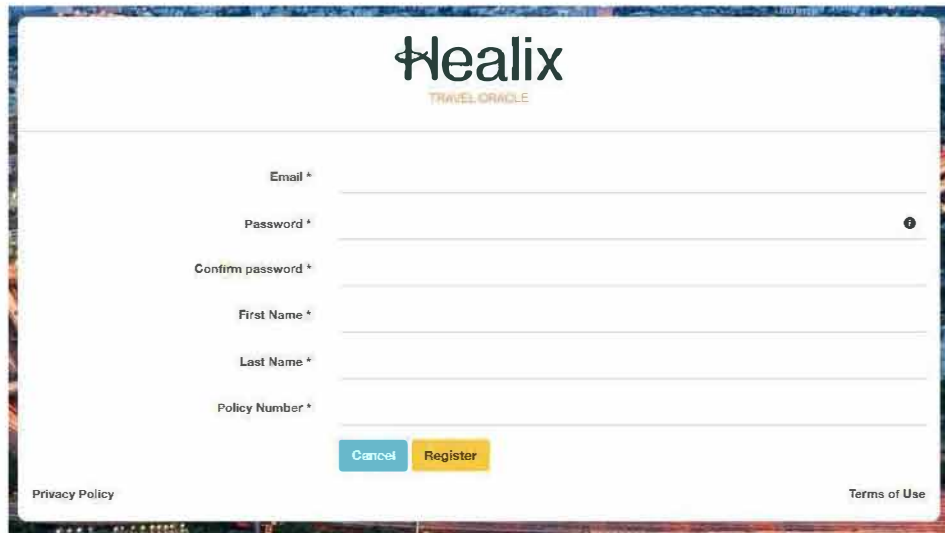 Healix
TRAVEL ORACLE
Email *
Password *
Confirm password *
First Name *
Last Name *
Policy Number *
Cancel Register
Privacy Policy Terms of Use